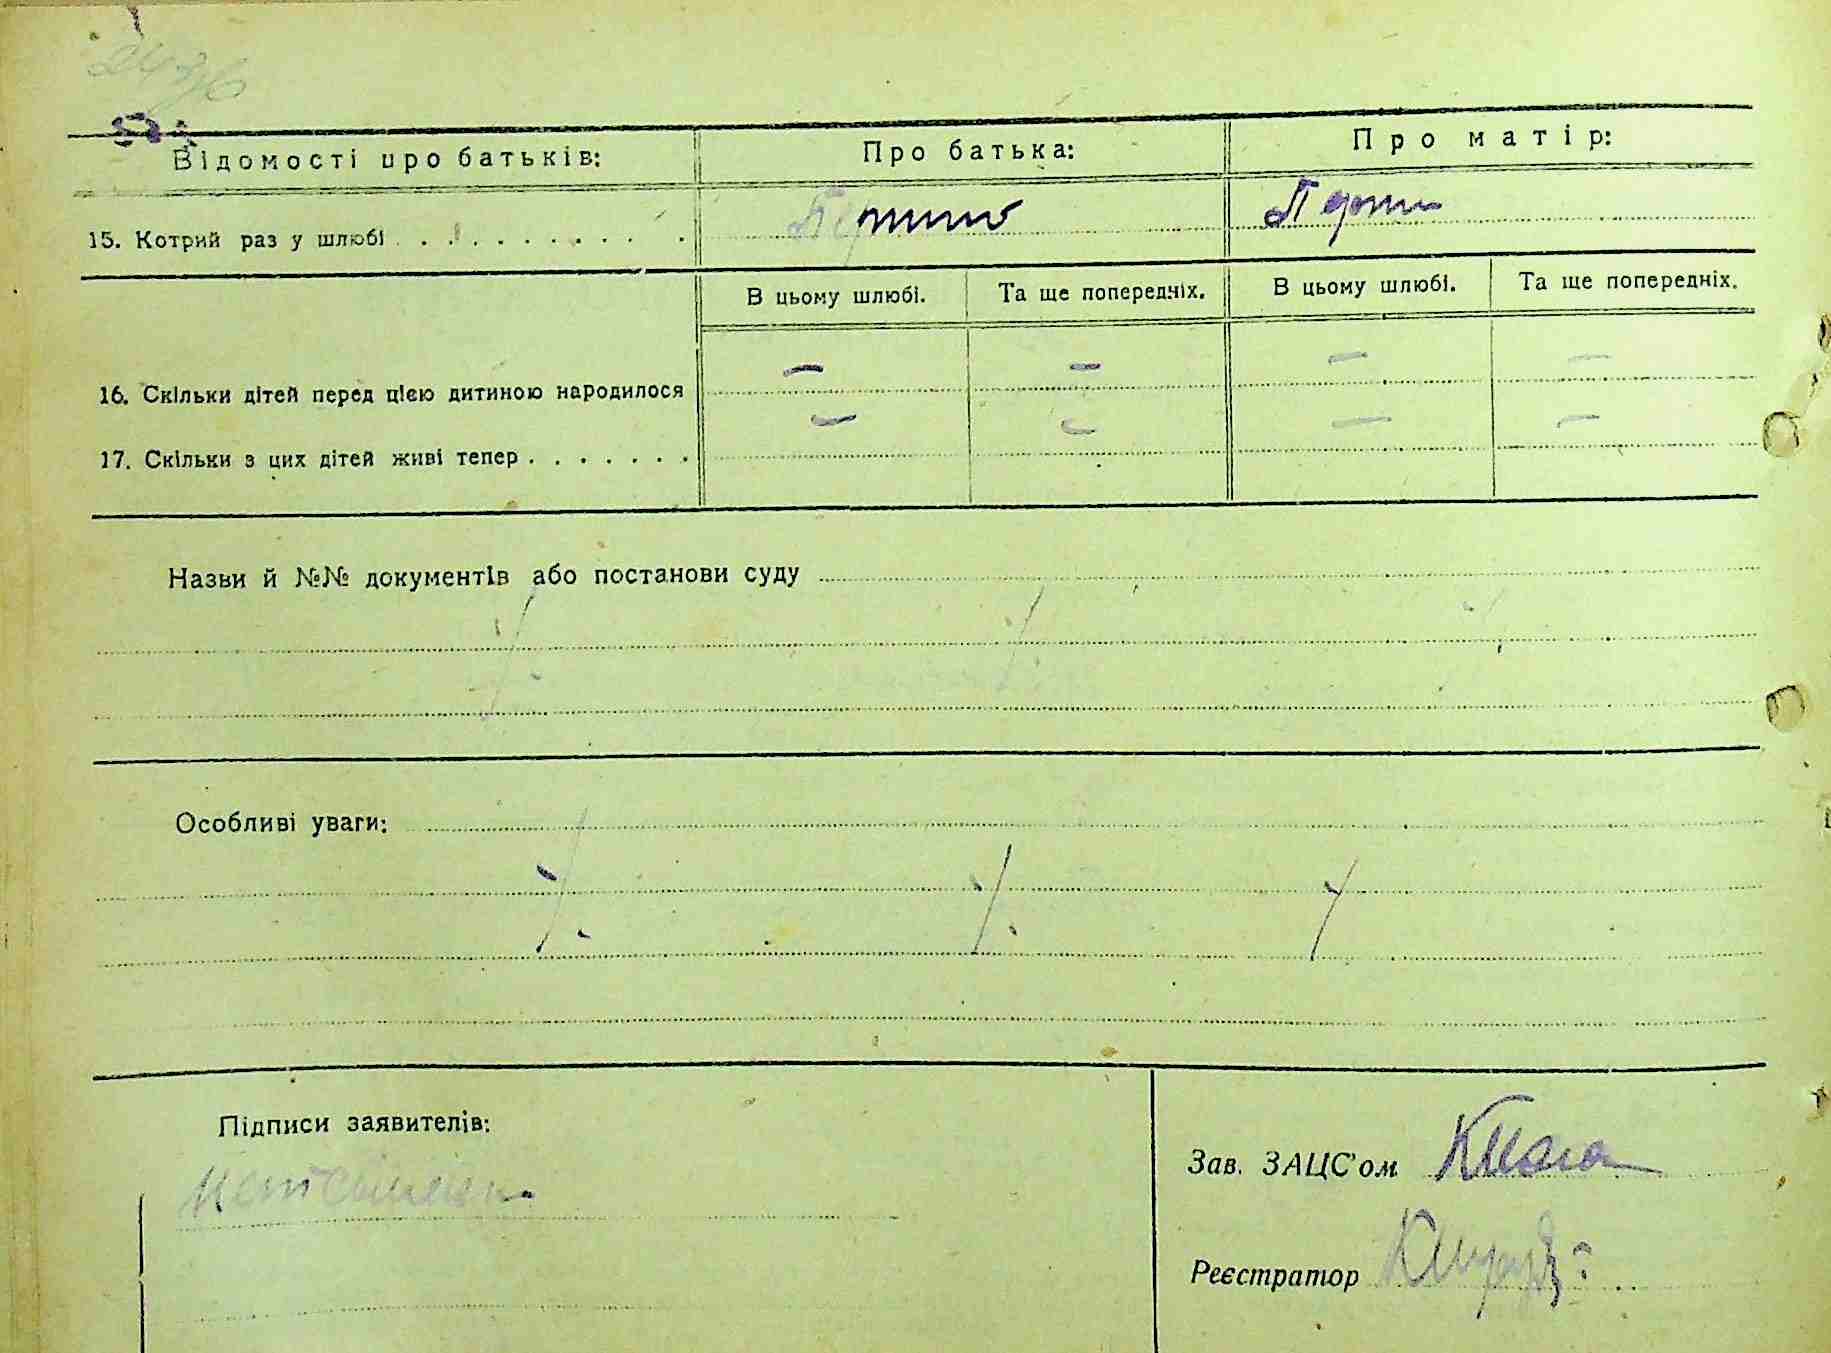 Відомості про батьків: Про батька: Про матір:
15. Котрий раз у шлюбі . . . . . . . . . . Перший Перший
В цьому шлюбі. Та ще попередніх. В цьому шлюбі. Та ще попередніх.
16. Скільки дітей перед цією дитиною народилося — — — —
17. Скільки з цих дітей живі тепер . . . . . . . — — — —
Назви й №№ документів або постанови суду
Особливі уваги:
Підписи заявителів:
Зав. ЗАЦС'ом
Реєстратор